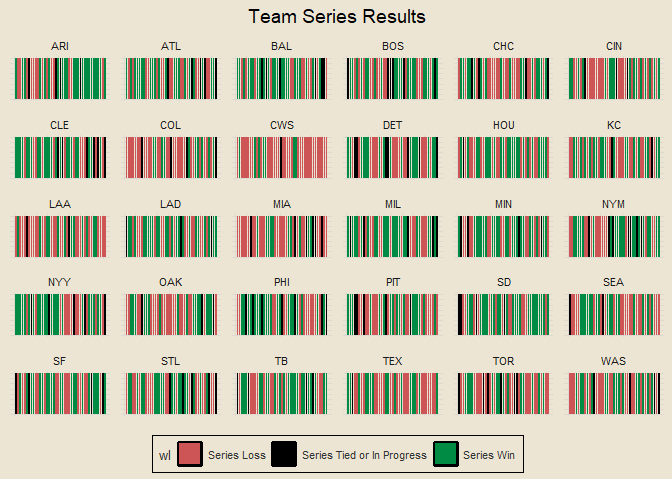 Team Series Results
ARI ATL BAL BOS CHC CIN
CLE COL CWS DET HOU KC
LAA LAD MIA MIL MIN NYM
NYY OAK PHI PIT SD SEA
SF STL TB TEX TOR WAS
wl Series Loss Series Tied or In Progress Series Win